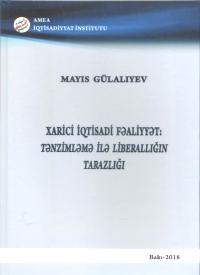 AMEA
İQTİSADİYYAT İNSTİTUTU
MAYIS GÜLALIYEV
XARİCİ İQTİSADİ FƏALİYYƏT:
TƏNZİMLƏMƏ İLƏ LİBERALLIĞIN
TARAZLIĞI
Bakı-2018